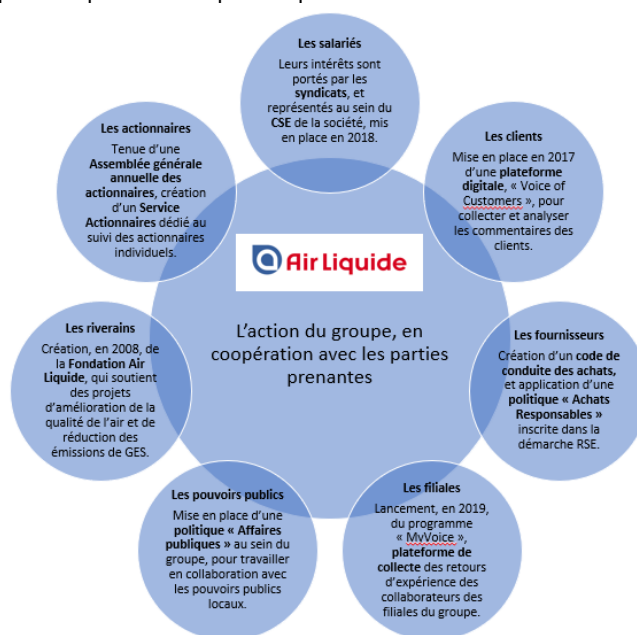 Les salariés
Leurs intérêts sont
portés par les
syndicats, et
représentés au sein du
CSE de la société, mis
en place en 2018.
Les clients
Mise en place en 2017
d'une plateforme
digitale, « Voice of
Customers », pour
collecter et analyser
les commentaires des
clients.
Les fournisseurs
Création d'un code de
conduite des achats,
et application d'une
politique « Achats
Responsables »
inscrite dans la
démarche RSE.
Les filiales
Lancement, en 2019,
du programme
« MyVoice »,
plateforme de
collecte des retours
d'expérience des
collaborateurs des
filiales du groupe.
Les pouvoirs publics
Mise en place d'une
politique « Affaires
publiques » au sein du
groupe, pour travailler
en collaboration avec
les pouvoirs publics
locaux.
Les riverains
Création, en 2008, de
la Fondation Air
Liquide, qui soutient
des projets
d'amélioration de la
qualité de l'air et de
réduction des
émissions de GES.
Les actionnaires
Tenue d'une
Assemblée générale
annuelle des
actionnaires, création
d'un Service
Actionnaires dédié au
suivi des actionnaires
individuels.
Air Liquide
L'action du groupe, en
coopération avec les parties
prenantes